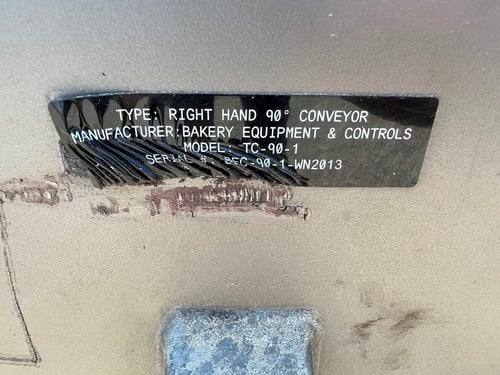 TYPE: RIGHT HAND 90° CONVEYOR
MANUFACTURER:BAKERY EQUIPMENT & CONTROLS
MODEL: TC-90-1
SERIAL #: BEC-90-1-WN2013